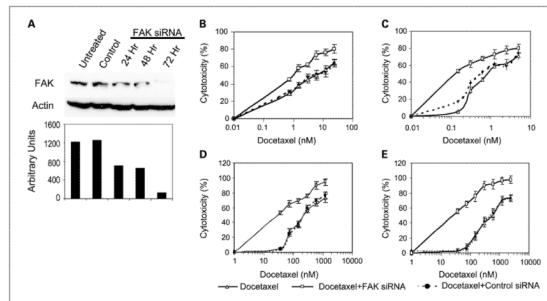 A
FAK siRNA
Untreated
Control
24 Hr
48 Hr
72 Hr
FAK
Actin
Arbitrary Units
1600
1200
800
400
0
B
Cytotoxicity (%)
100
80
60
40
20
0
0.01 0.1 1 10 100
Docetaxel (nM)
C
Cytotoxicity (%)
100
80
60
40
20
0
0.01 0.1 1 10
Docetaxel (nM)
D
Cytotoxicity (%)
120
100
80
60
40
20
0
1 10 100 1000 10000
Docetaxel (nM)
E
Cytotoxicity (%)
120
100
80
60
40
20
0
1 10 100 1000 10000
Docetaxel (nM)
Docetaxel Docetaxel+FAK siRNA Docetaxel+Control siRNA